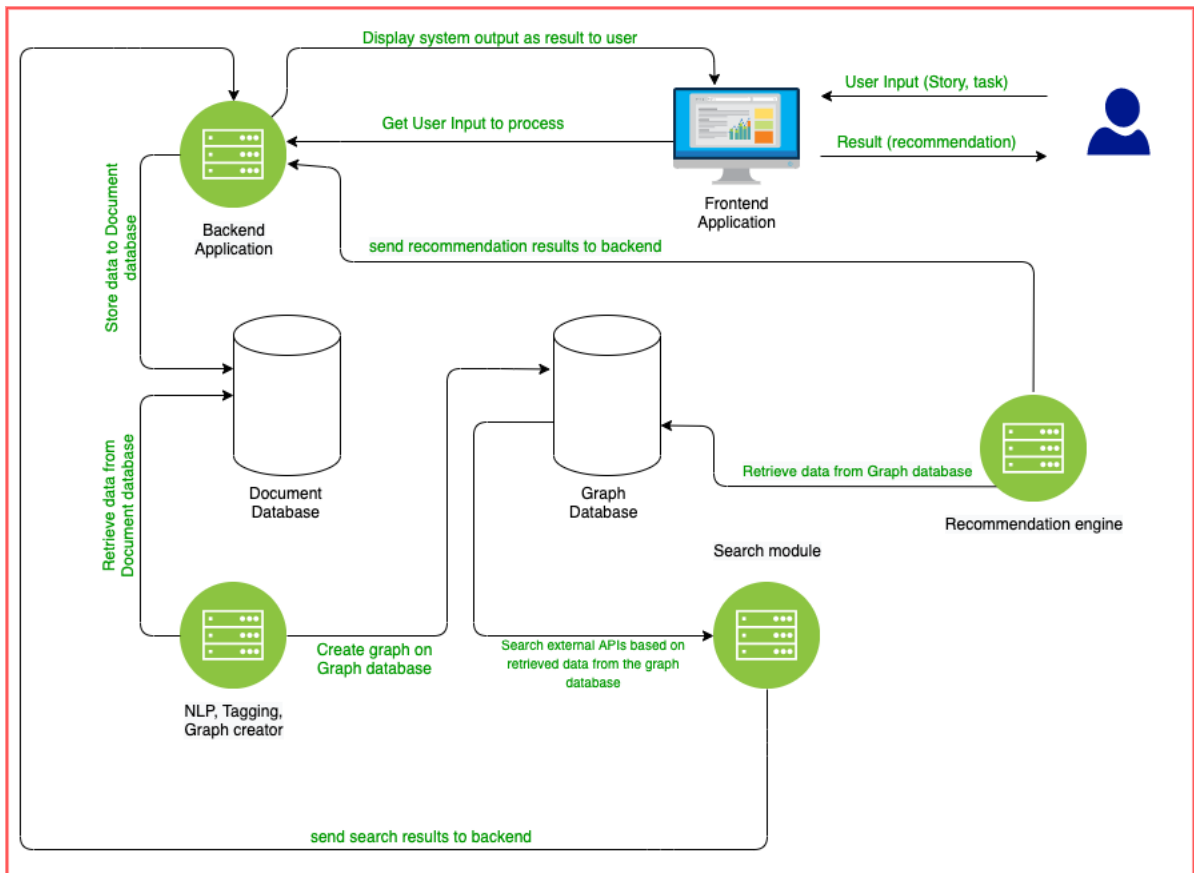 Display system output as result to user
User Input (Story, task)
Get User Input to process
Result (recommendation)
Frontend
Application
Backend
Application
Store data to Document
database
send recommendation results to backend
Document
Database
Graph
Database
Retrieve data from
Document database
Retrieve data from Graph database
Recommendation engine
Search module
Create graph on
Graph database
Search external APIs based on
retrieved data from the graph
database
NLP, Tagging,
Graph creator
send search results to backend